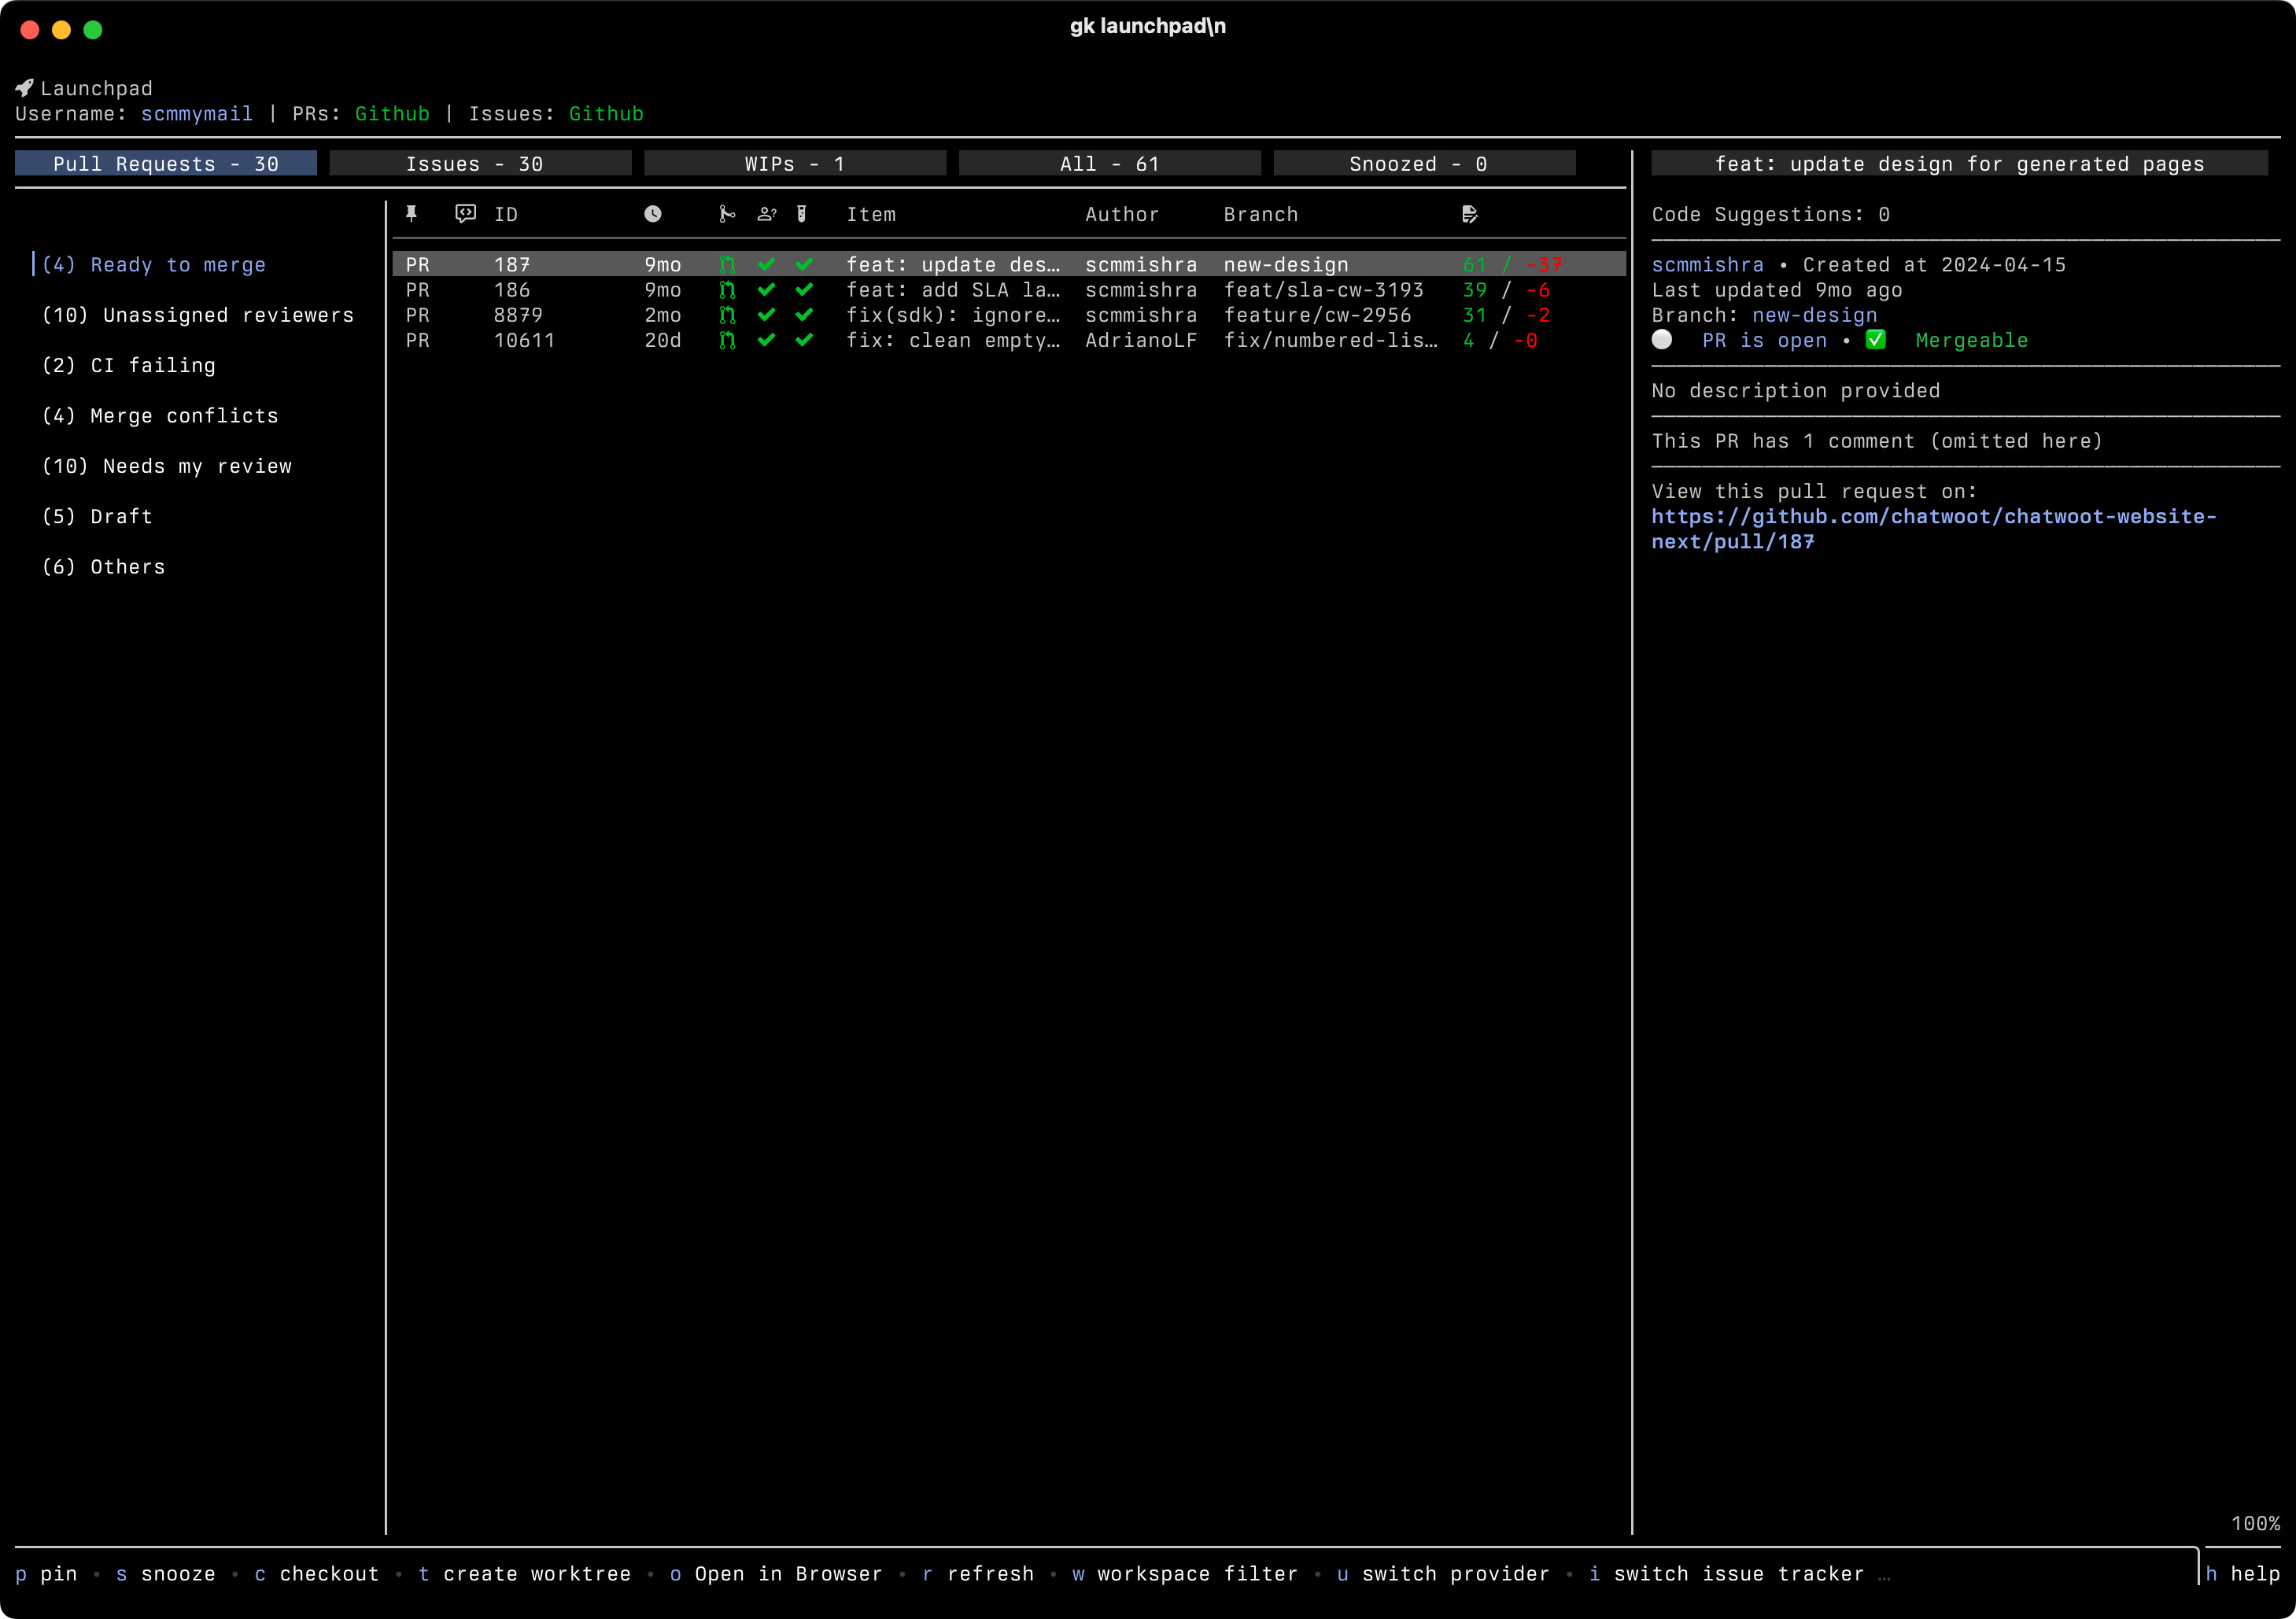 gk launchpad\n
Launchpad
Username: scmmymail | PRs: Github | Issues: Github
Pull Requests - 30
Issues - 30
WIPs - 1
All - 61
Snoozed - 0
(4) Ready to merge
(10) Unassigned reviewers
(2) CI failing
(4) Merge conflicts
(10) Needs my review
(5) Draft
(6) Others
ID Item Author Branch
PR 187 9mo feat: update des… scmmishra new-design 61 / -37
PR 186 9mo feat: add SLA la… scmmishra feat/sla-cw-3193 39 / -6
PR 8879 2mo fix(sdk): ignore… scmmishra feature/cw-2956 31 / -2
PR 10611 20d fix: clean empty… AdrianoLF fix/numbered-lis… 4 / -0
feat: update design for generated pages
Code Suggestions: 0
scmmishra • Created at 2024-04-15
Last updated 9mo ago
Branch: new-design
PR is open • ✅ Mergeable
No description provided
This PR has 1 comment (omitted here)
View this pull request on:
https://github.com/chatwoot/chatwoot-website-
next/pull/187
100%
p pin • s snooze • c checkout • t create worktree • o Open in Browser • r refresh • w workspace filter • u switch provider • i switch issue tracker …
h help